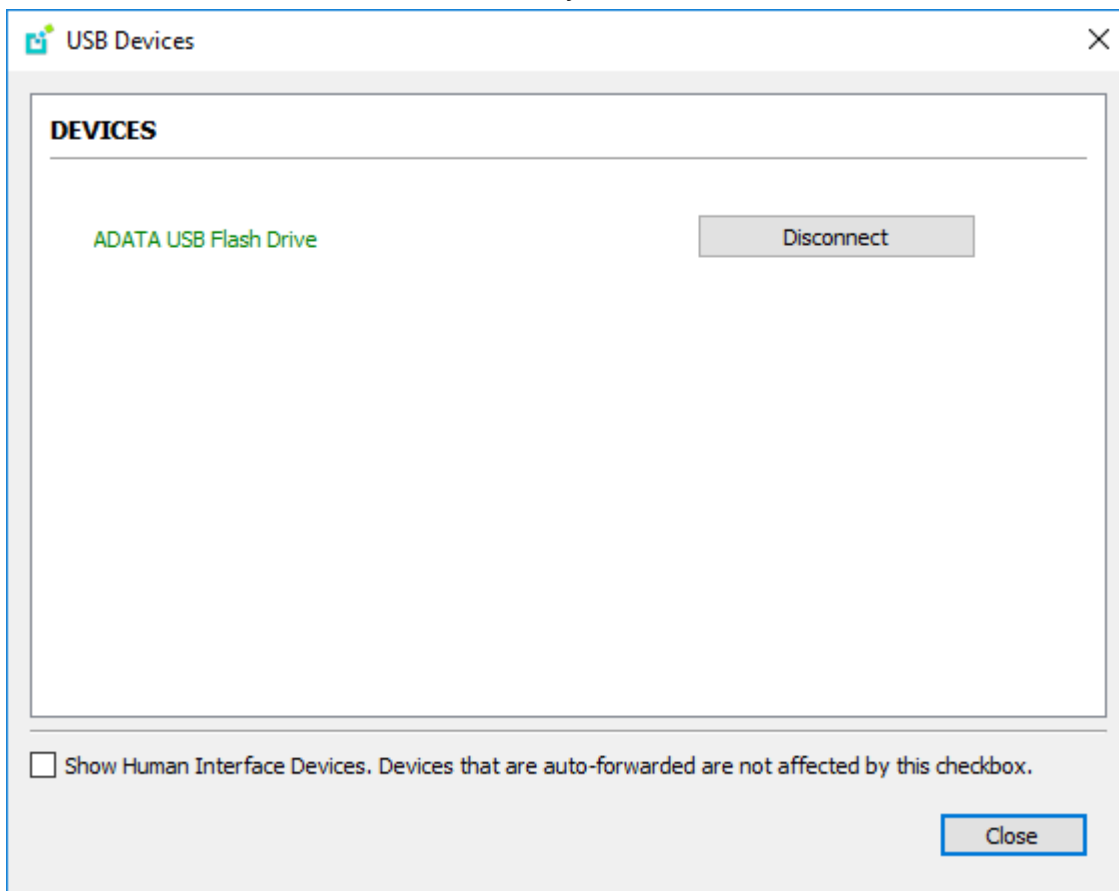 USB Devices
DEVICES
ADATA USB Flash Drive
Disconnect
Show Human Interface Devices. Devices that are auto-forwarded are not affected by this checkbox.
Close